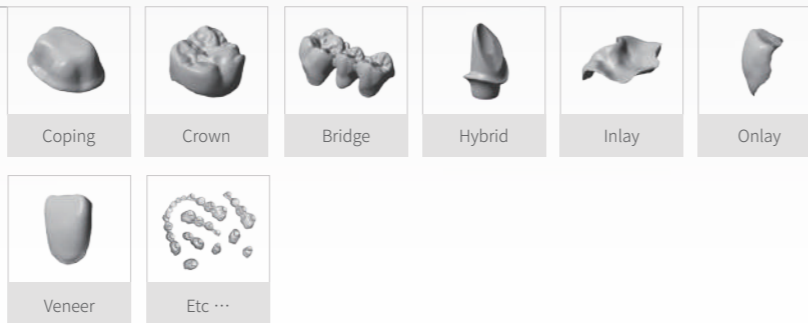 Coping
Crown
Bridge
Hybrid
Inlay
Onlay
Veneer
Etc ⋯